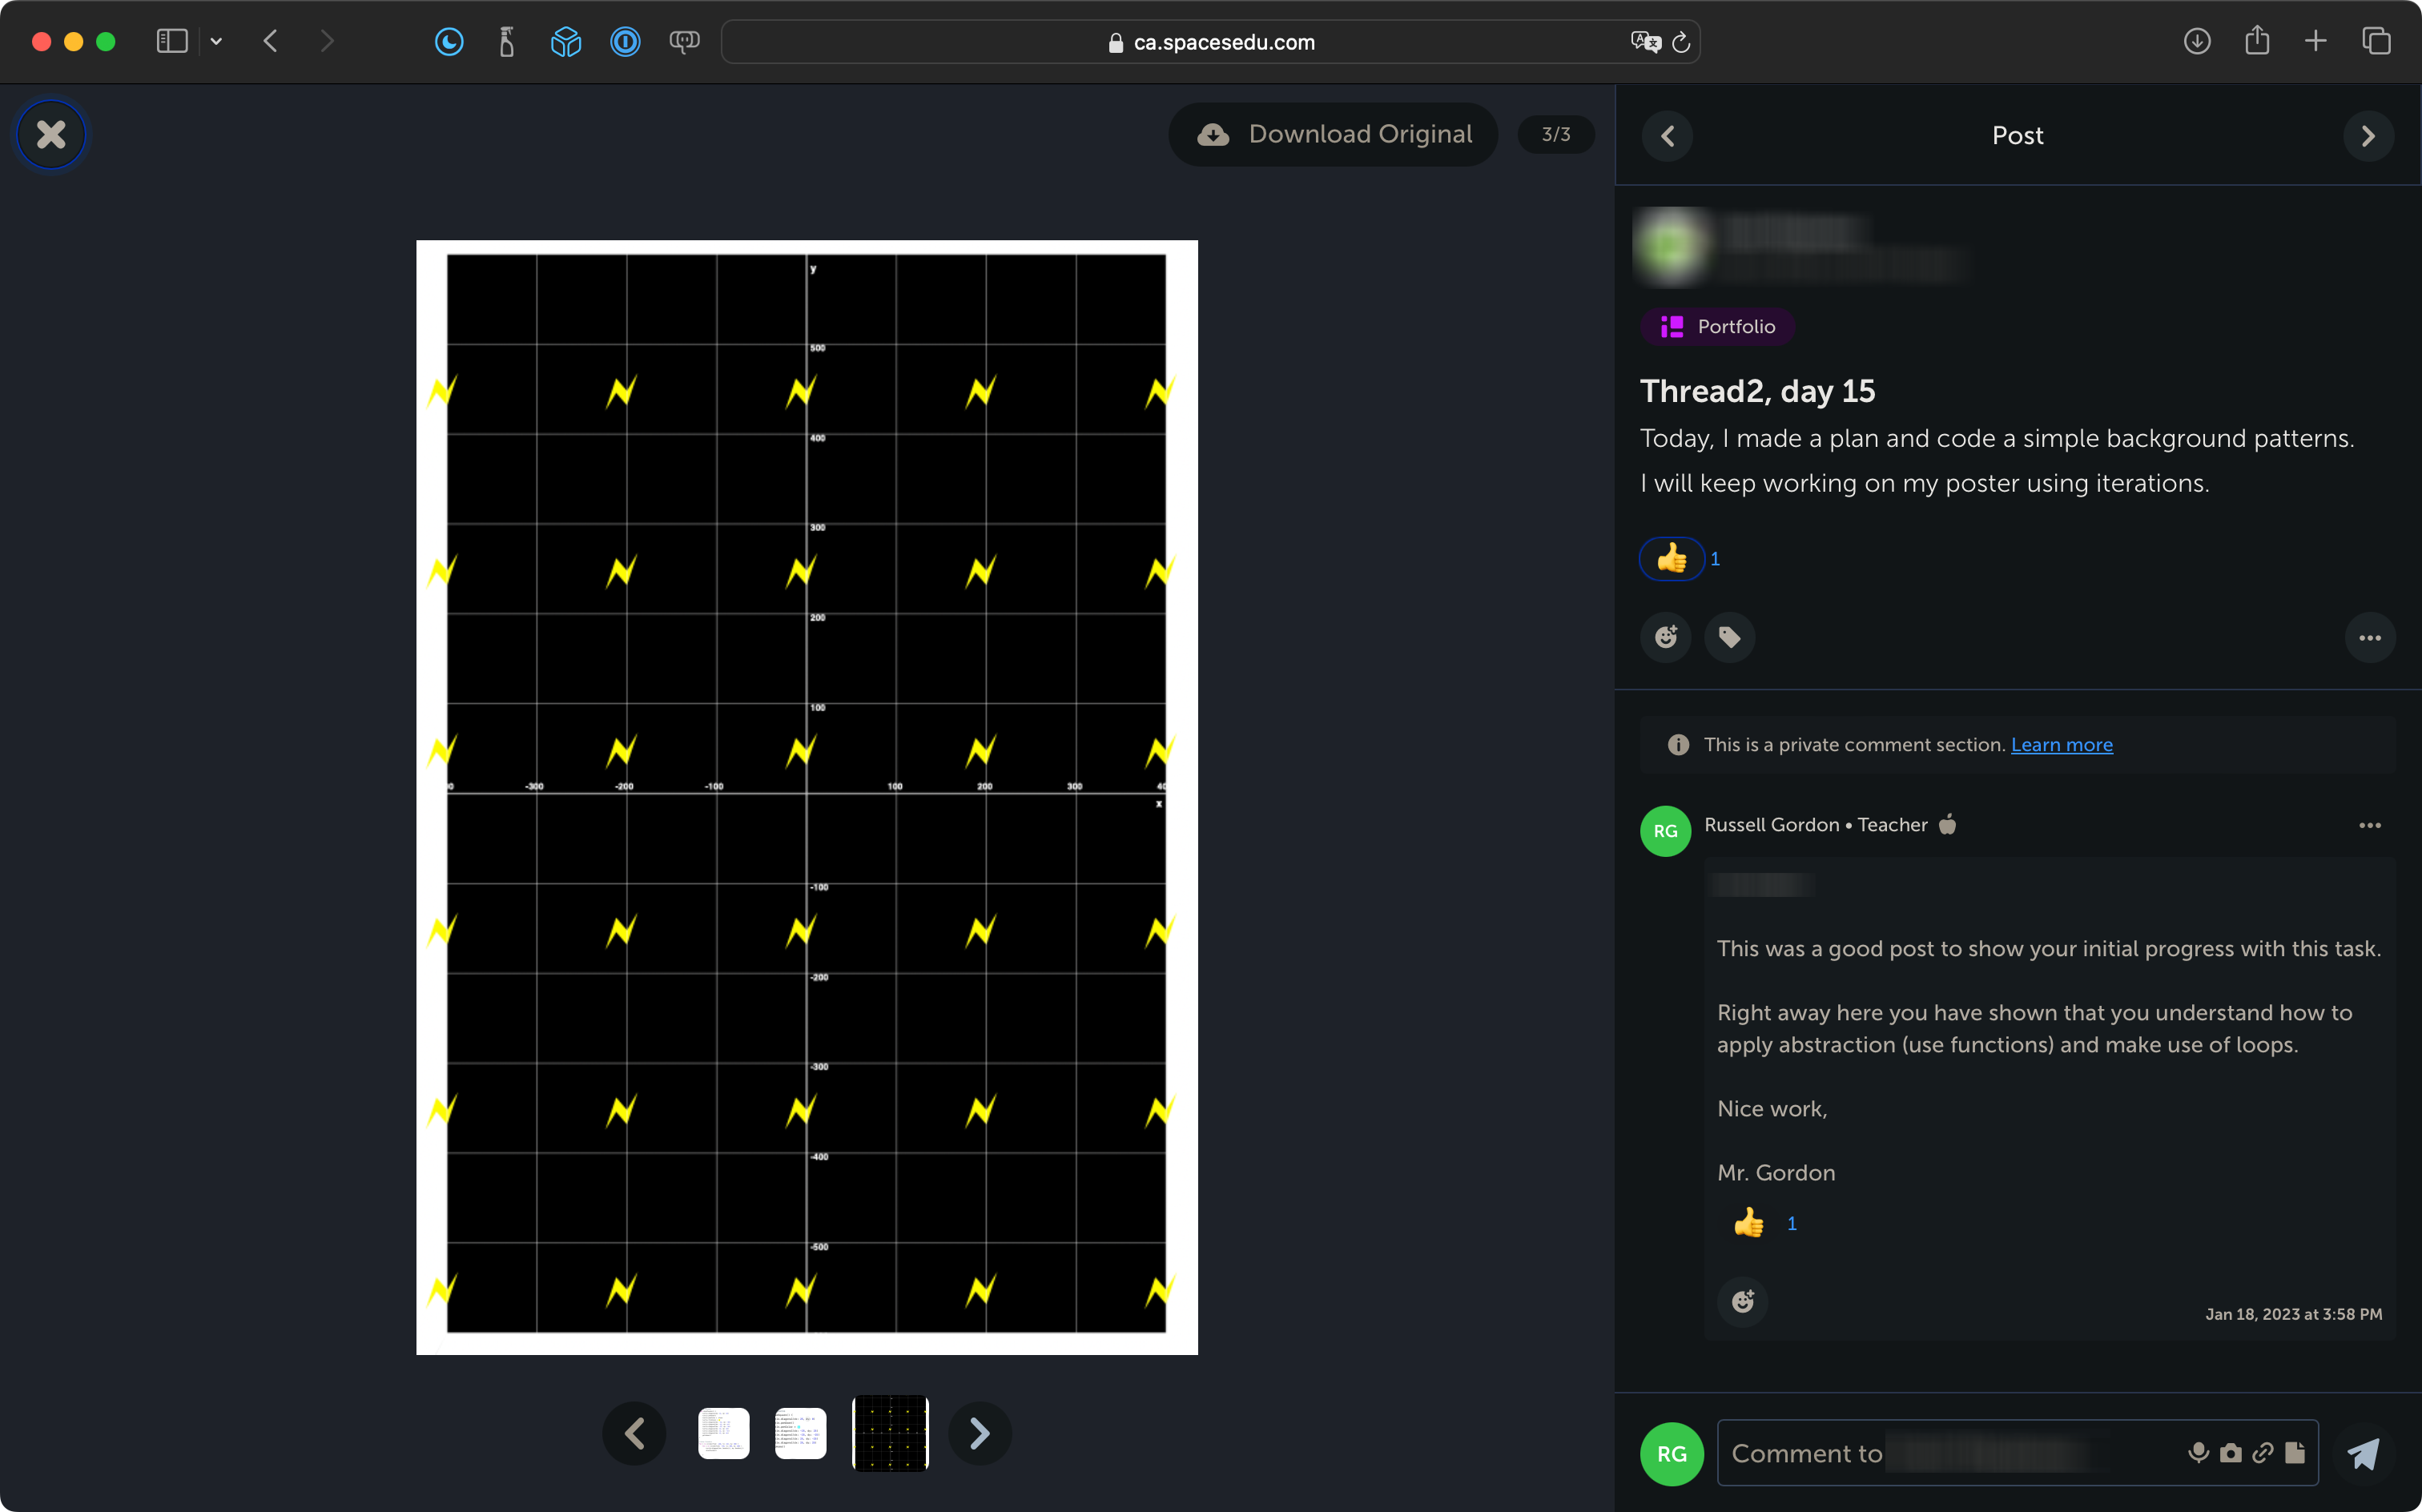 ca.spacesedu.com
Download Original
3/3
Post
y
500
400
300
200
100
-300
-200
-100
100
200
300
40
x
-100
-200
-300
-400
-500
Portfolio
Thread2, day 15
Today, I made a plan and code a simple background patterns.
I will keep working on my poster using iterations.
1
This is a private comment section. Learn more
RG
Russell Gordon • Teacher
This was a good post to show your initial progress with this task.
Right away here you have shown that you understand how to
apply abstraction (use functions) and make use of loops.
Nice work,
Mr. Gordon
1
Jan 18, 2023 at 3:58 PM
RG
Comment to